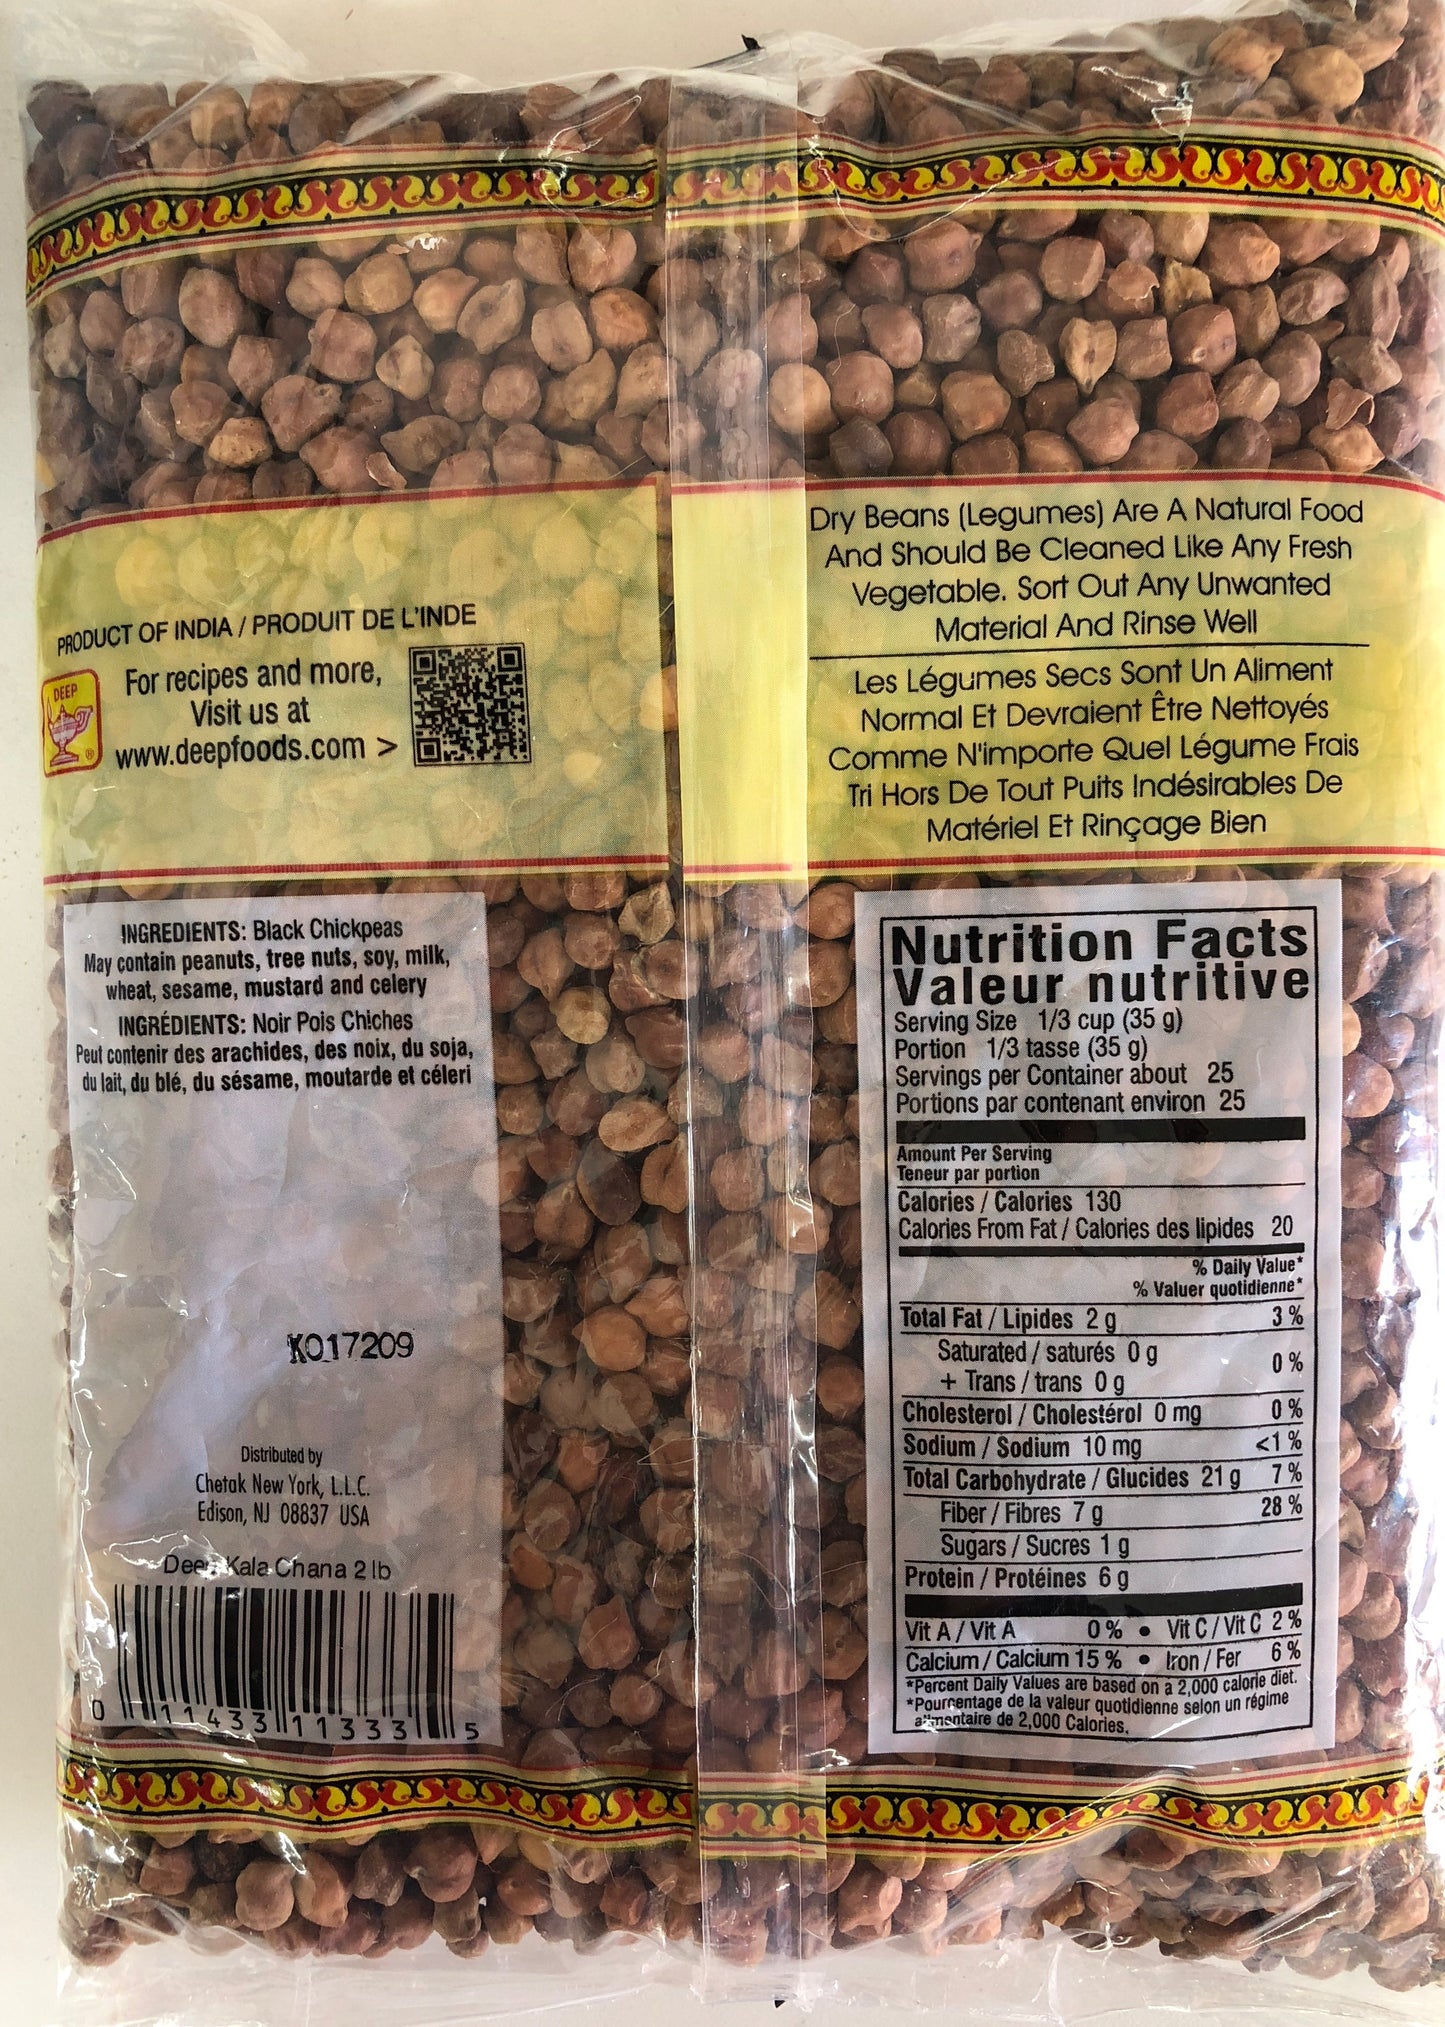 PRODUCT OF INDIA / PRODUIT DE L'INDE
DEEP
®
For recipes and more,
Visit us at
www.deepfoods.com >
Dry Beans (Legumes) Are A Natural Food
And Should Be Cleaned Like Any Fresh
Vegetable. Sort Out Any Unwanted
Material And Rinse Well
Les Légumes Secs Sont Un Aliment
Normal Et Devraient Être Nettoyés
Comme N'importe Quel Légume Frais
Tri Hors De Tout Puits Indésirables De
Matériel Et Rinçage Bien
INGREDIENTS: Black Chickpeas
May contain peanuts, tree nuts, soy, milk,
wheat, sesame, mustard and celery
INGRÉDIENTS: Noir Pois Chiches
Peut contenir des arachides, des noix, du soja,
du lait, du blé, du sésame, moutarde et céleri
K017209
Distributed by
Chetak New York, L.L.C.
Edison, NJ 08837 USA
Deep Kala Chana 2 lb
0 11433 11333 5
Nutrition Facts
Valeur nutritive
Serving Size 1/3 cup (35 g)
Portion 1/3 tasse (35 g)
Servings per Container about 25
Portions par contenant environ 25
Amount Per Serving
Teneur par portion
Calories / Calories 130
Calories From Fat / Calories des lipides 20
% Daily Value*
% Valuer quotidienne*
Total Fat / Lipides 2 g 3 %
Saturated / saturés 0 g
+ Trans / trans 0 g 0 %
Cholesterol / Cholestérol 0 mg 0 %
Sodium / Sodium 10 mg <1 %
Total Carbohydrate / Glucides 21 g 7 %
Fiber / Fibres 7 g 28 %
Sugars / Sucres 1 g
Protein / Protéines 6 g
Vit A / Vit A 0 % • Vit C / Vit C 2 %
Calcium / Calcium 15 % • Iron / Fer 6 %
*Percent Daily Values are based on a 2,000 calorie diet.
*Pourcentage de la valeur quotidienne selon un régime
alimentaire de 2,000 Calories.